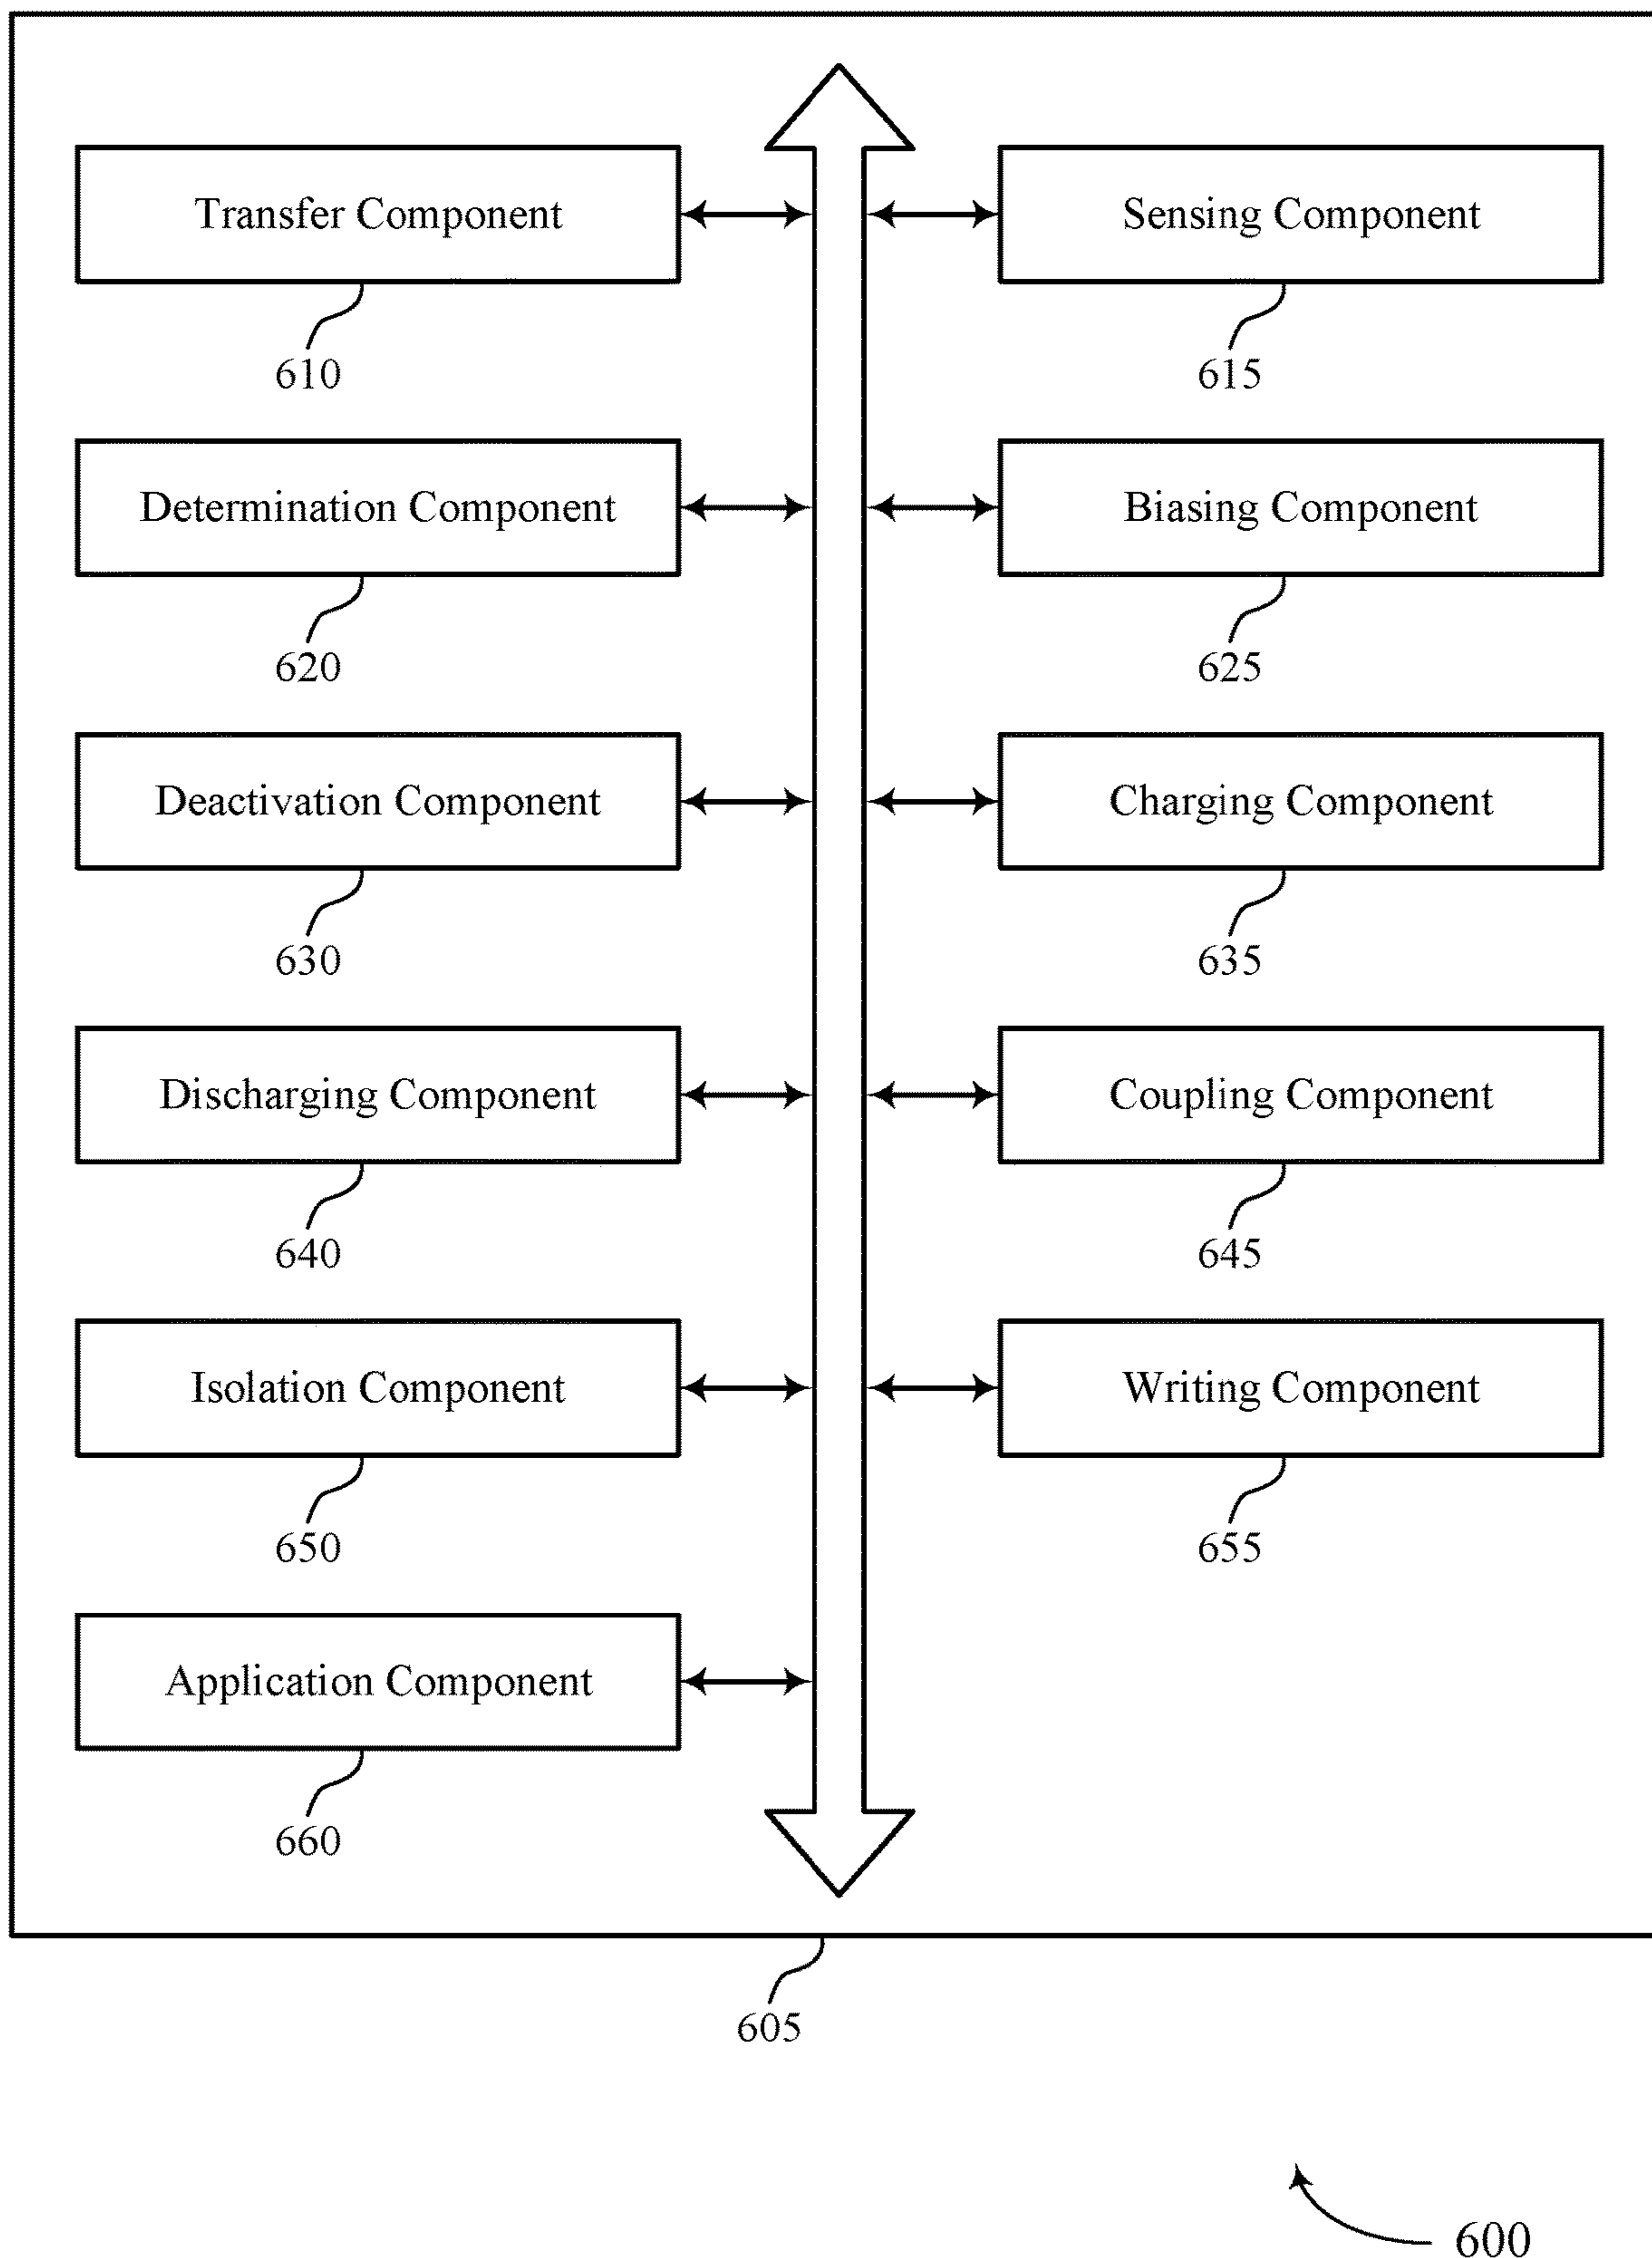 Transfer Component
Sensing Component
610
615
Determination Component
Biasing Component
620
625
Deactivation Component
Charging Component
630
635
Discharging Component
Coupling Component
640
645
Isolation Component
Writing Component
650
655
Application Component
660
605
600